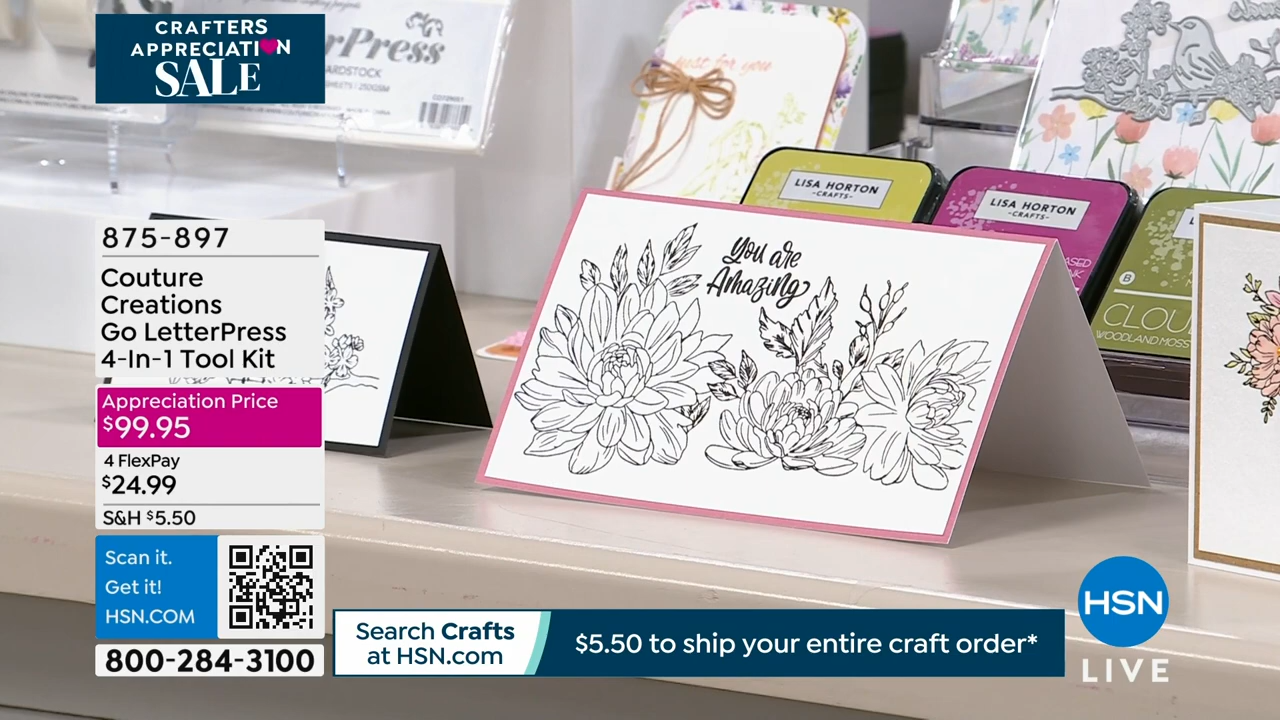 CRAFTERS
APPRECIATI♥N
SALE
875-897
Couture
Creations
Go LetterPress
4-In-1 Tool Kit
Appreciation Price
$99.95
4 FlexPay
$24.99
S&H $5.50
Scan it.
Get it!
HSN.COM
800-284-3100
Search Crafts
at HSN.com
$5.50 to ship your entire craft order*
HSN
LIVE
rPress
ARDSTOCK
just for you
LISA HORTON
-CRAFTS-
LISA HORTON
-CRAFTS-
B
CLOU
WOODLAND MOSS
You are
Amazing